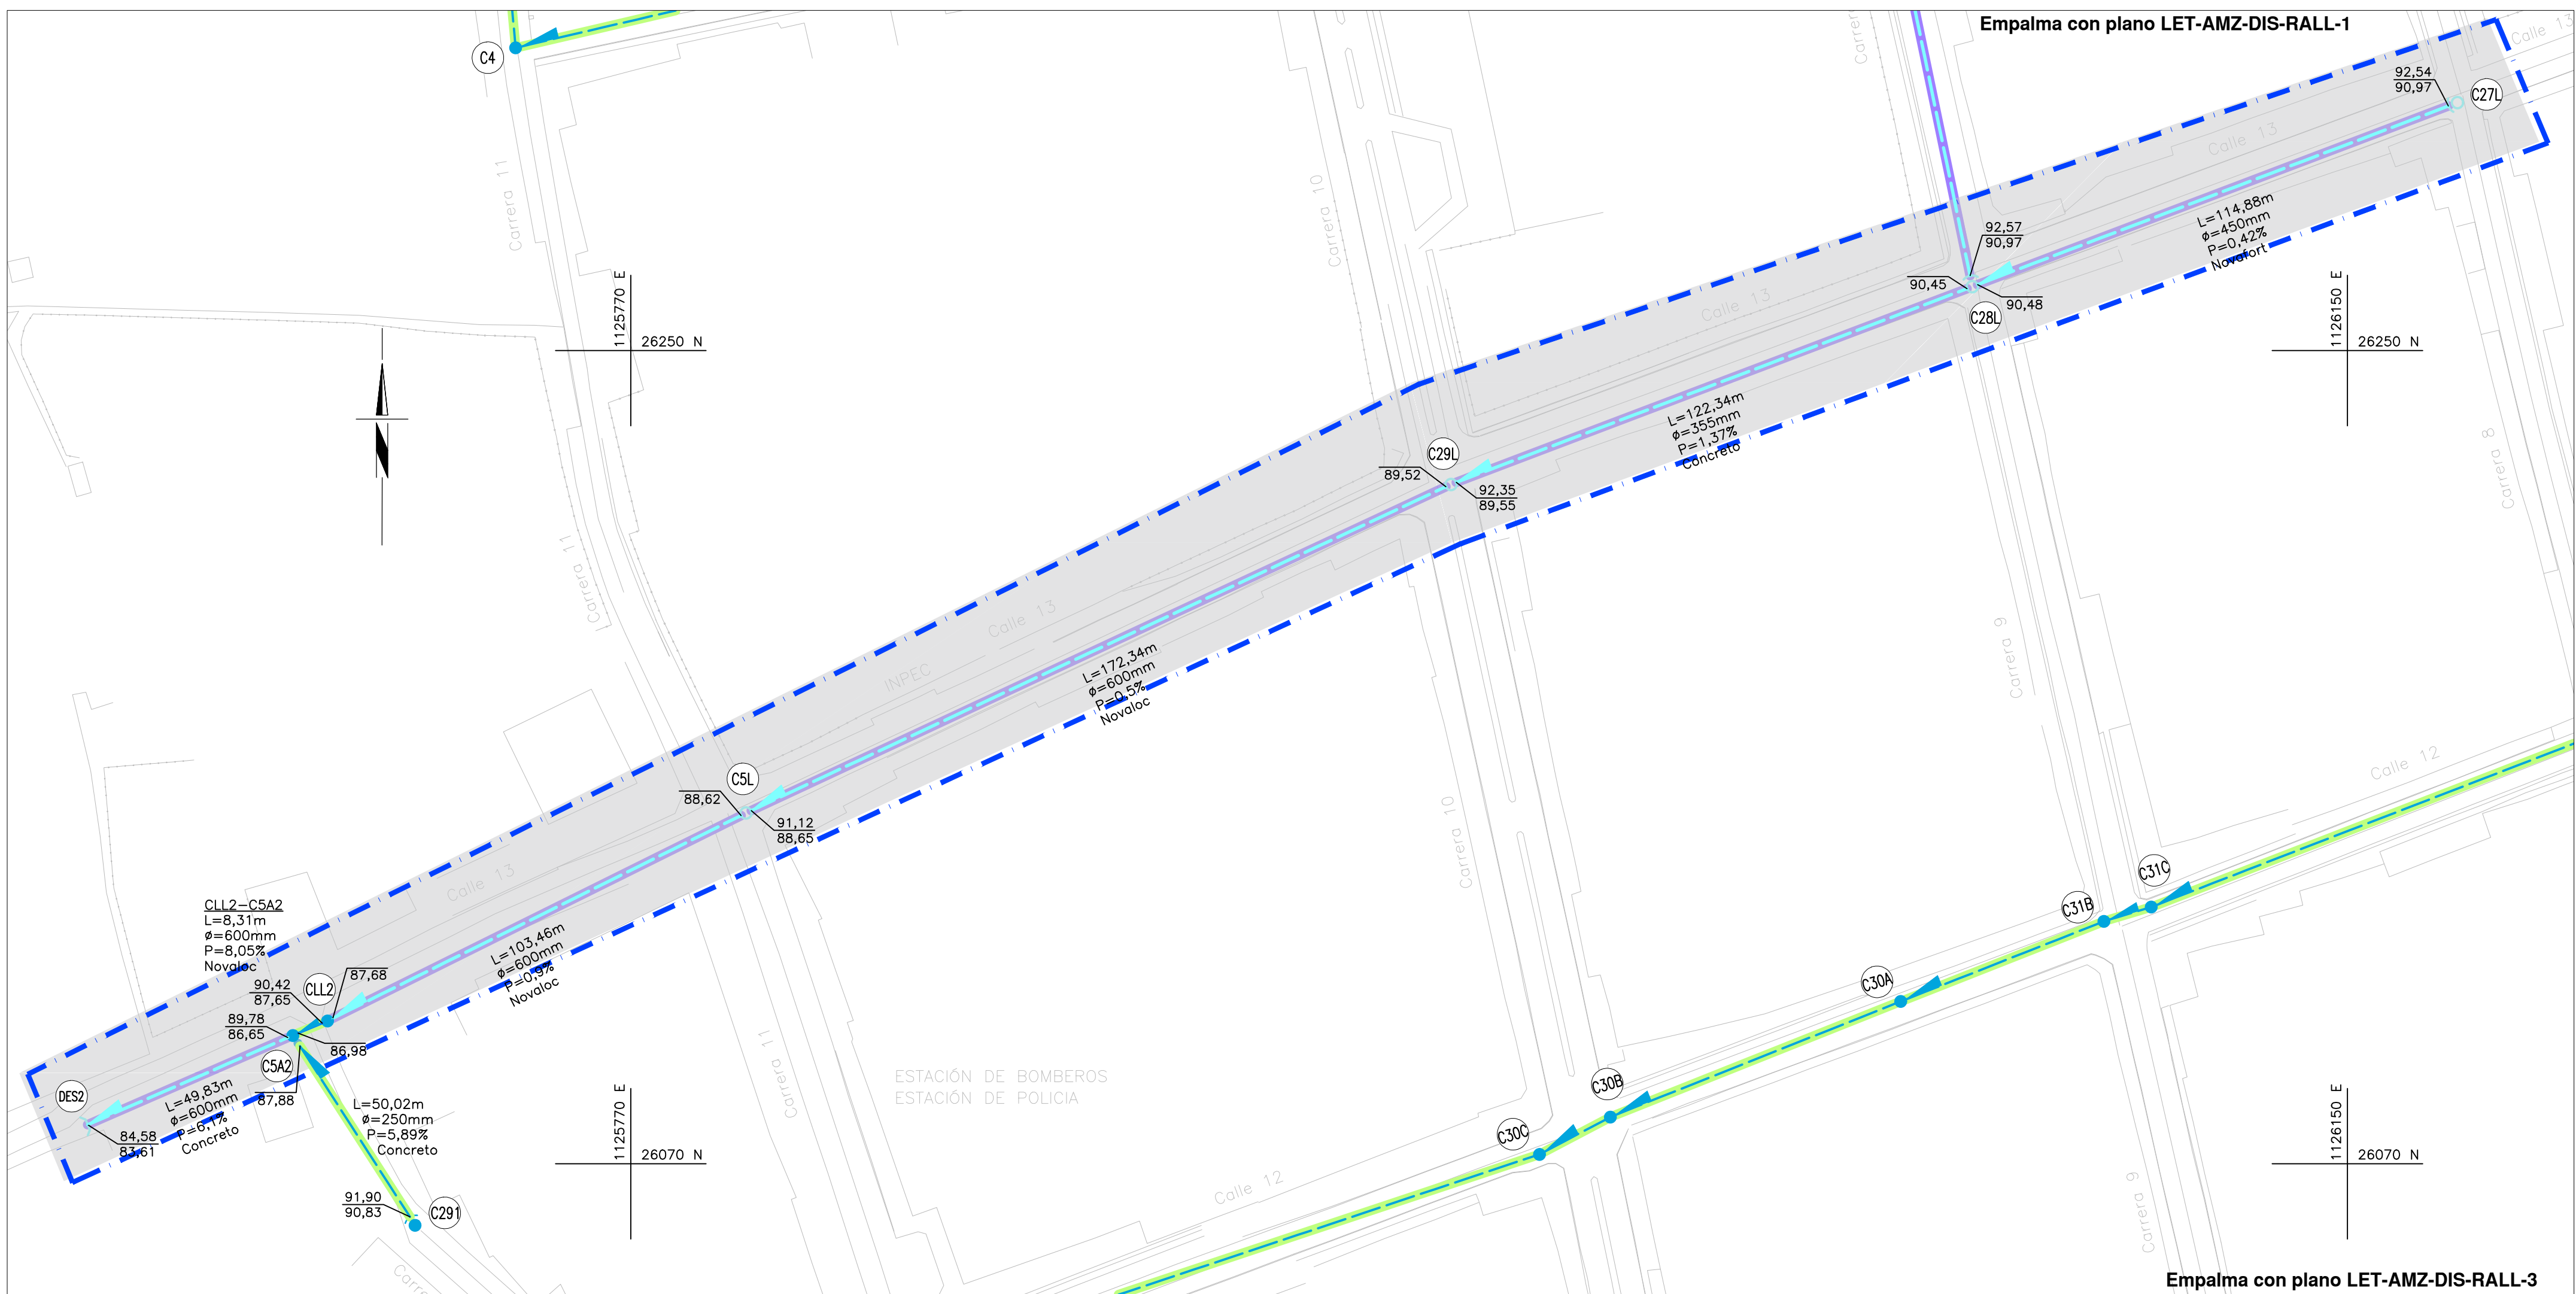 Empalma con plano LET-AMZ-DIS-RALL-1
Calle 13
C4
Carrera 11
Carrera 10
Carrer
92,54
90,97
C27L
Calle 13
L=114,88m
ø=450mm
P=0,42%
Novafort
92,57
90,97
90,45
90,48
C28L
Calle 13
1125770 E
26250 N
1126150 E
26250 N
L=122,34m
ø=355mm
P=1,37%
Concreto
C29L
89,52
92,35
89,55
Carrera 8
Carrera 11
Calle 13
INPEC
L=172,34m
ø=600mm
P=0,5%
Novaloc
Carrera 9
C5L
88,62
91,12
88,65
Calle 12
Carrera 10
Calle 13
CLL2-C5A2
L=8,31m
ø=600mm
P=8,05%
Novaloc
L=103,46m
ø=600mm
P=0,9%
Novaloc
C31C
C31B
C30A
87,68
CLL2
90,42
87,65
89,78
86,65
86,98
C5A2
87,88
DES2
84,58
83,61
L=49,83m
ø=600mm
P=6,1%
Concreto
L=50,02m
ø=250mm
P=5,89%
Concreto
Carrera 11
ESTACIÓN DE BOMBEROS
ESTACIÓN DE POLICIA
C30B
C30C
1125770 E
26070 N
1126150 E
26070 N
Calle 12
91,90
90,83
C291
Carrera 9
Carre
Empalma con plano LET-AMZ-DIS-RALL-3